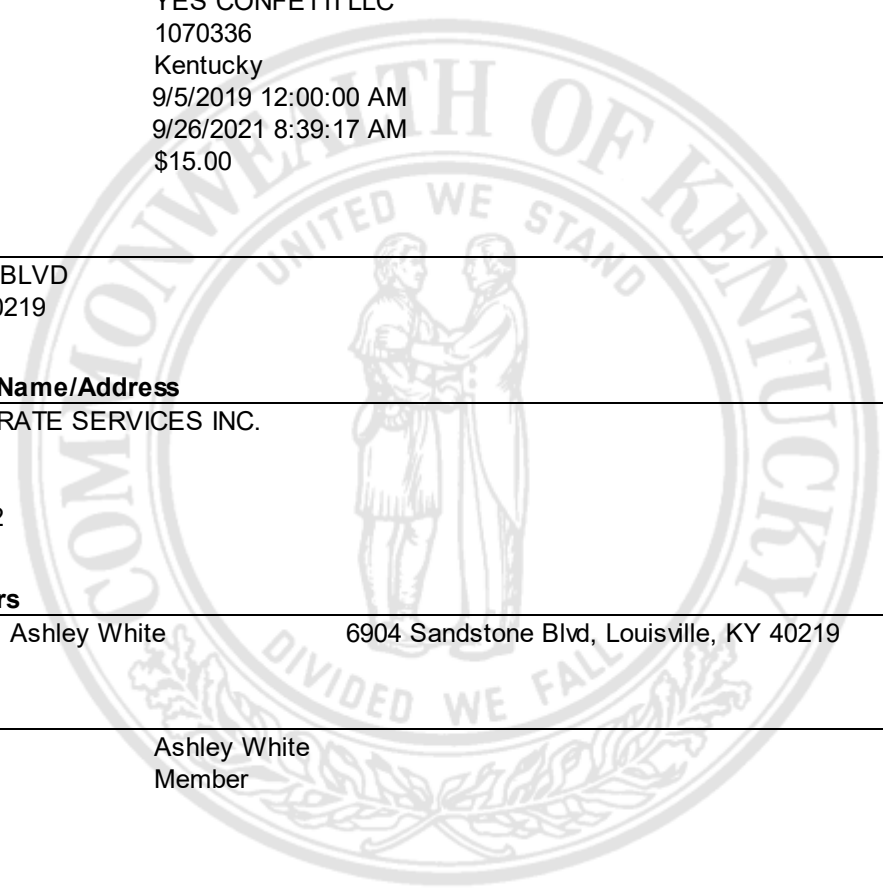 YES CONFETTI LLC
1070336
Kentucky
9/5/2019 12:00:00 AM
9/26/2021 8:39:17 AM
$15.00
COMMONWEALTH OF KENTUCKY
UNITED WE STAND
BLVD
0219
Name/Address
RATE SERVICES INC.
2
rs
Ashley White 6904 Sandstone Blvd, Louisville, KY 40219
DIVIDED WE FALL
Ashley White
Member